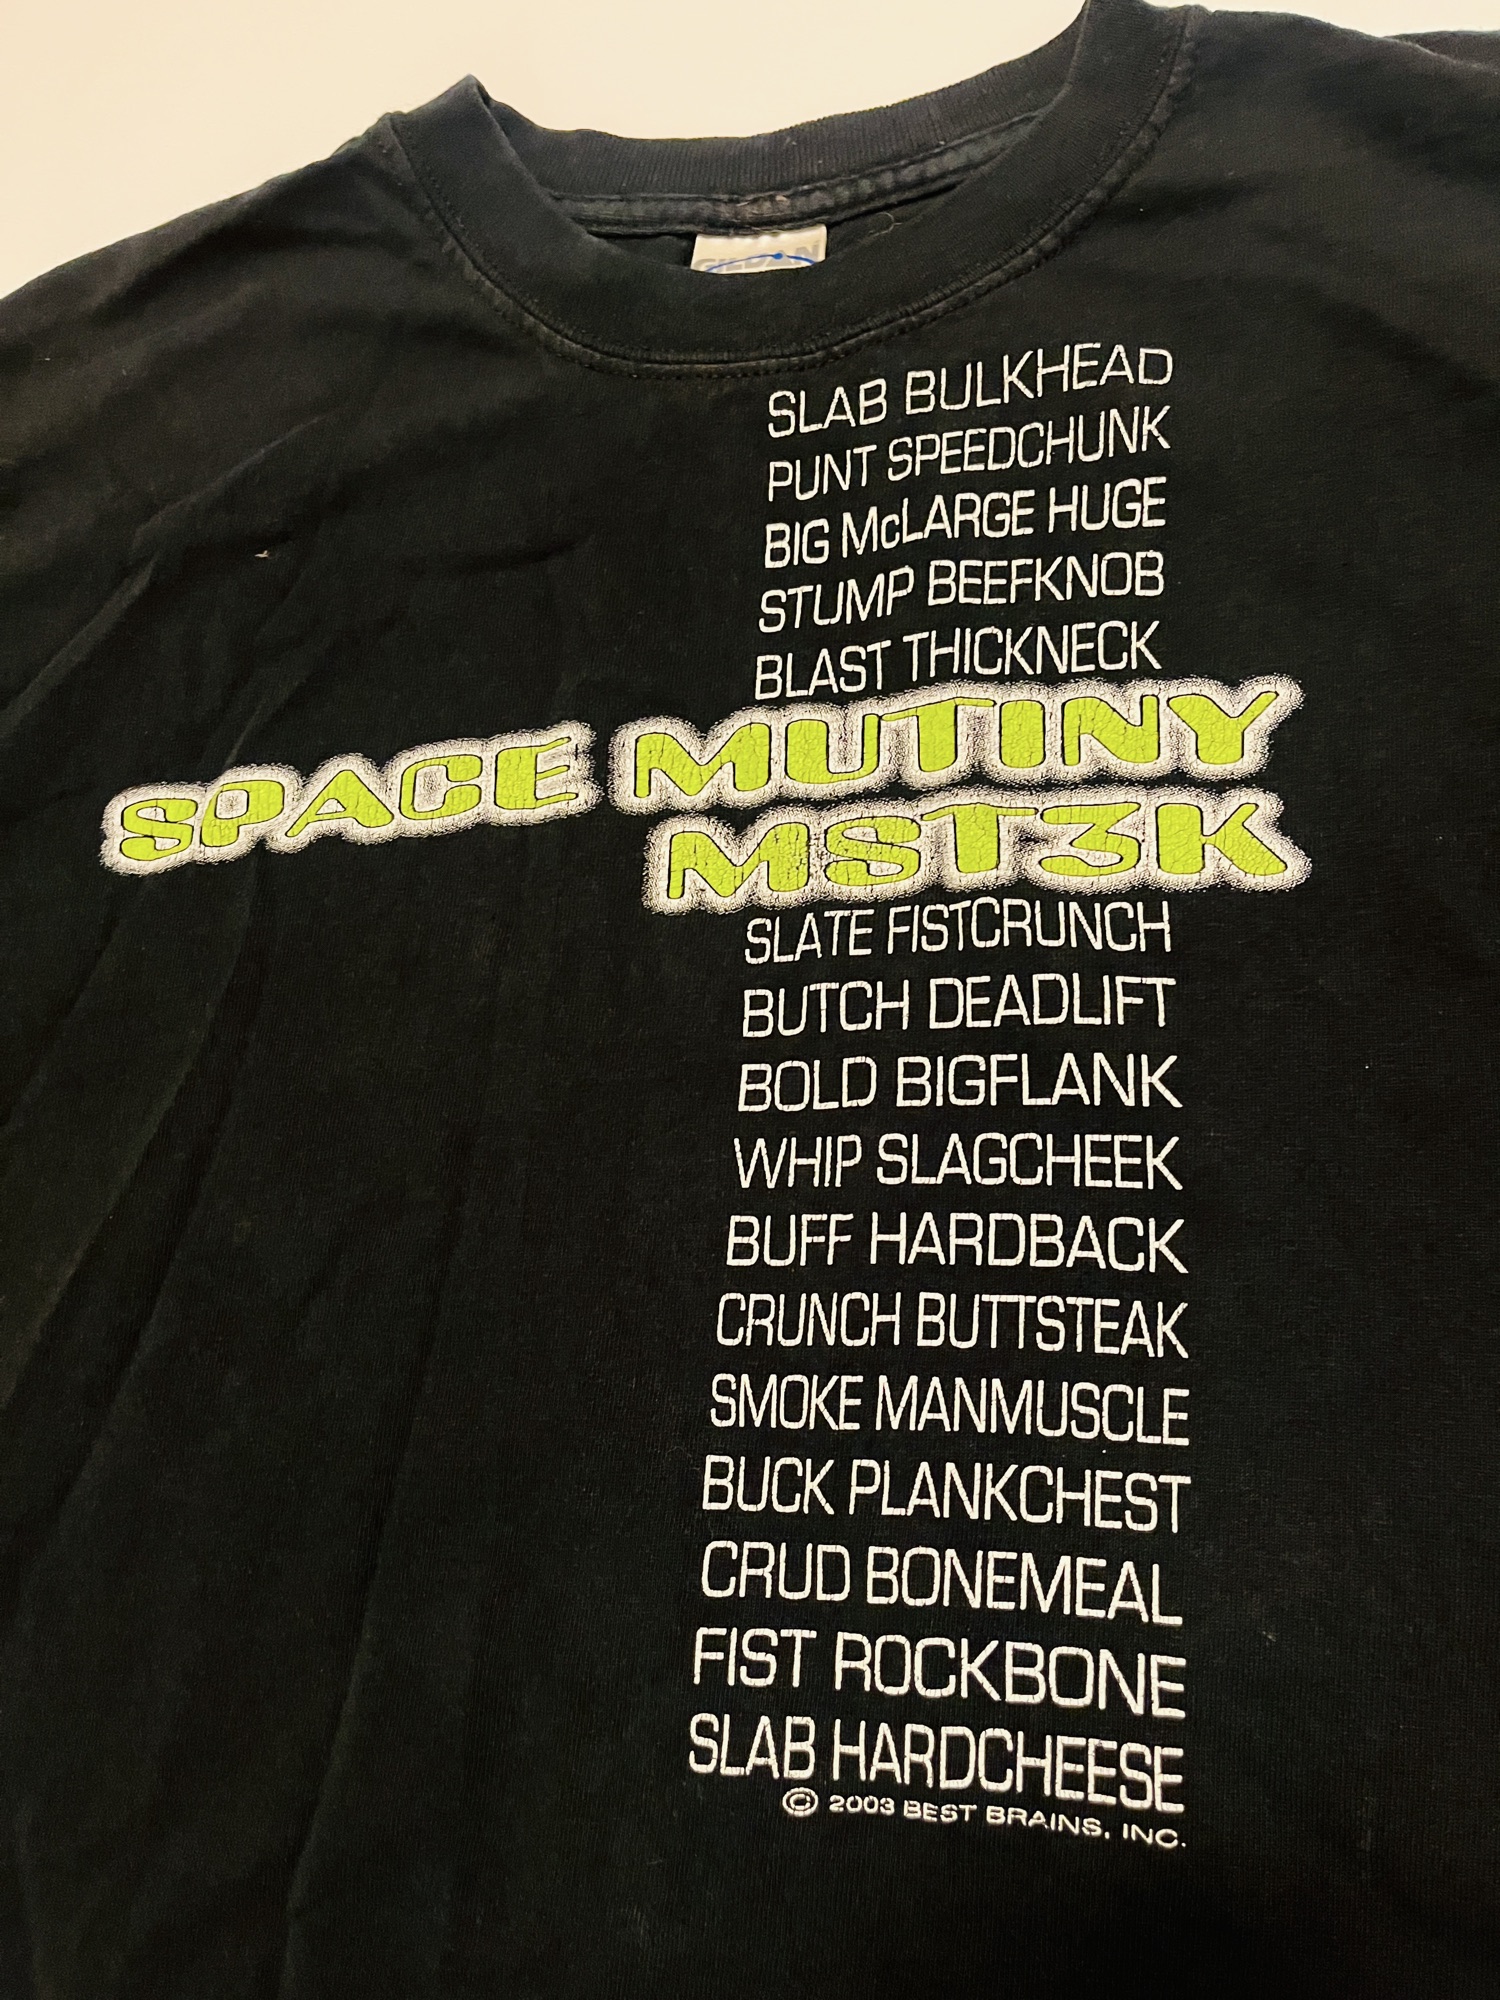 GILDAN
SLAB BULKHEAD
PUNT SPEEDCHUNK
BIG McLARGE HUGE
STUMP BEEFKNOB
BLAST THICKNECK
SPACE MUTINY
MST3K
SLATE FISTCRUNCH
BUTCH DEADLIFT
BOLD BIGFLANK
WHIP SLAGCHEEK
BUFF HARDBACK
CRUNCH BUTTSTEAK
SMOKE MANMUSCLE
BUCK PLANKCHEST
CRUD BONEMEAL
FIST ROCKBONE
SLAB HARDCHEESE
© 2003 BEST BRAINS, INC.